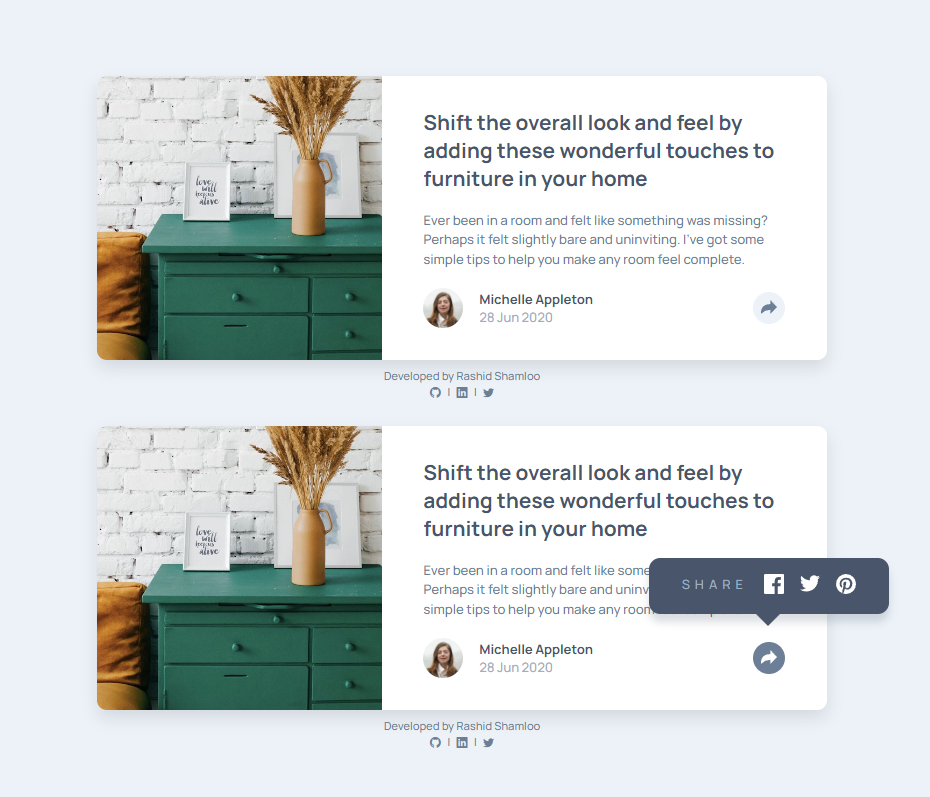 love
will
keep us
alive
Shift the overall look and feel by
adding these wonderful touches to
furniture in your home
Ever been in a room and felt like something was missing?
Perhaps it felt slightly bare and uninviting. I've got some
simple tips to help you make any room feel complete.
Michelle Appleton
28 Jun 2020
Developed by Rashid Shamloo
love
will
keep us
alive
Shift the overall look and feel by
adding these wonderful touches to
furniture in your home
Ever been in a room and felt like some
Perhaps it felt slightly bare and uninv
simple tips to help you make any room
SHARE
Michelle Appleton
28 Jun 2020
Developed by Rashid Shamloo